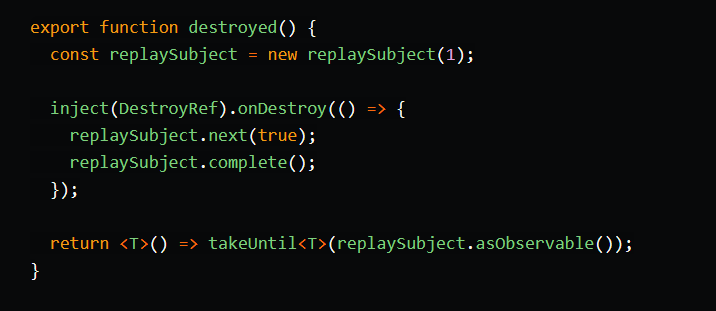 export function destroyed() {
  const replaySubject = new replaySubject(1);

  inject(DestroyRef).onDestroy(() => {
    replaySubject.next(true);
    replaySubject.complete();
  });

  return <T>() => takeUntil<T>(replaySubject.asObservable());
}